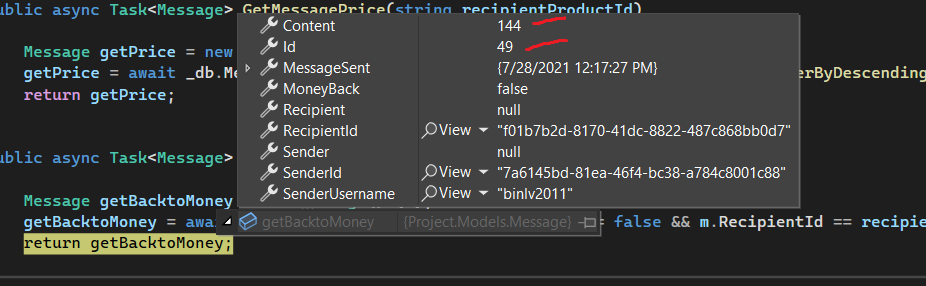 public async Task<Message> GetMessagePrice(string recipientProductId)
Content 144
Id 49
Message getPrice = new
MessageSent {7/28/2021 12:17:27 PM}
getPrice = await _db.Me erByDescending
MoneyBack false
return getPrice;
Recipient null
RecipientId View "f01b7b2d-8170-41dc-8822-487c868bb0d7"
Sender null
public async Task<Message>
SenderId View "7a6145bd-81ea-46f4-bc38-a784c8001c88"
Message getBacktoMoney
SenderUsername View "binlv2011"
getBacktoMoney = awa getBacktoMoney {Project.Models.Message} = false && m.RecipientId == recipie
return getBacktoMoney;